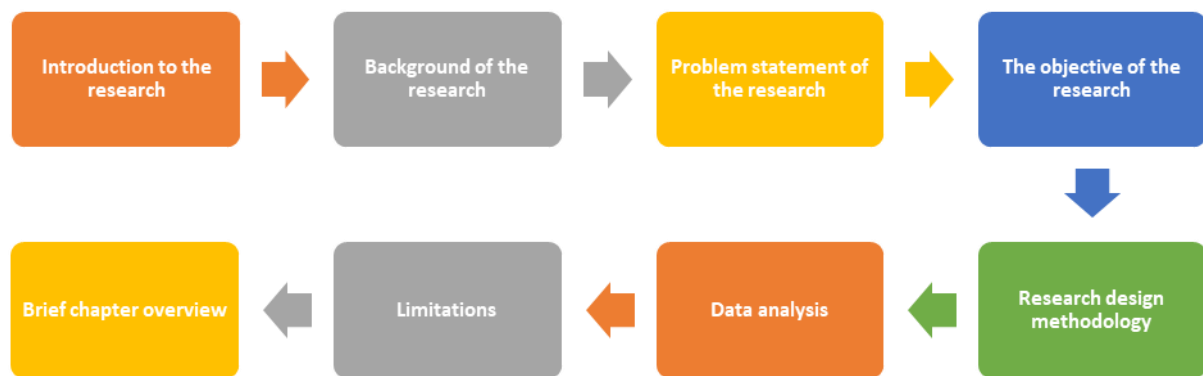 Introduction to the
research
Background of the
research
Problem statement of
the research
The objective of the
research
Research design
methodology
Data analysis
Limitations
Brief chapter overview